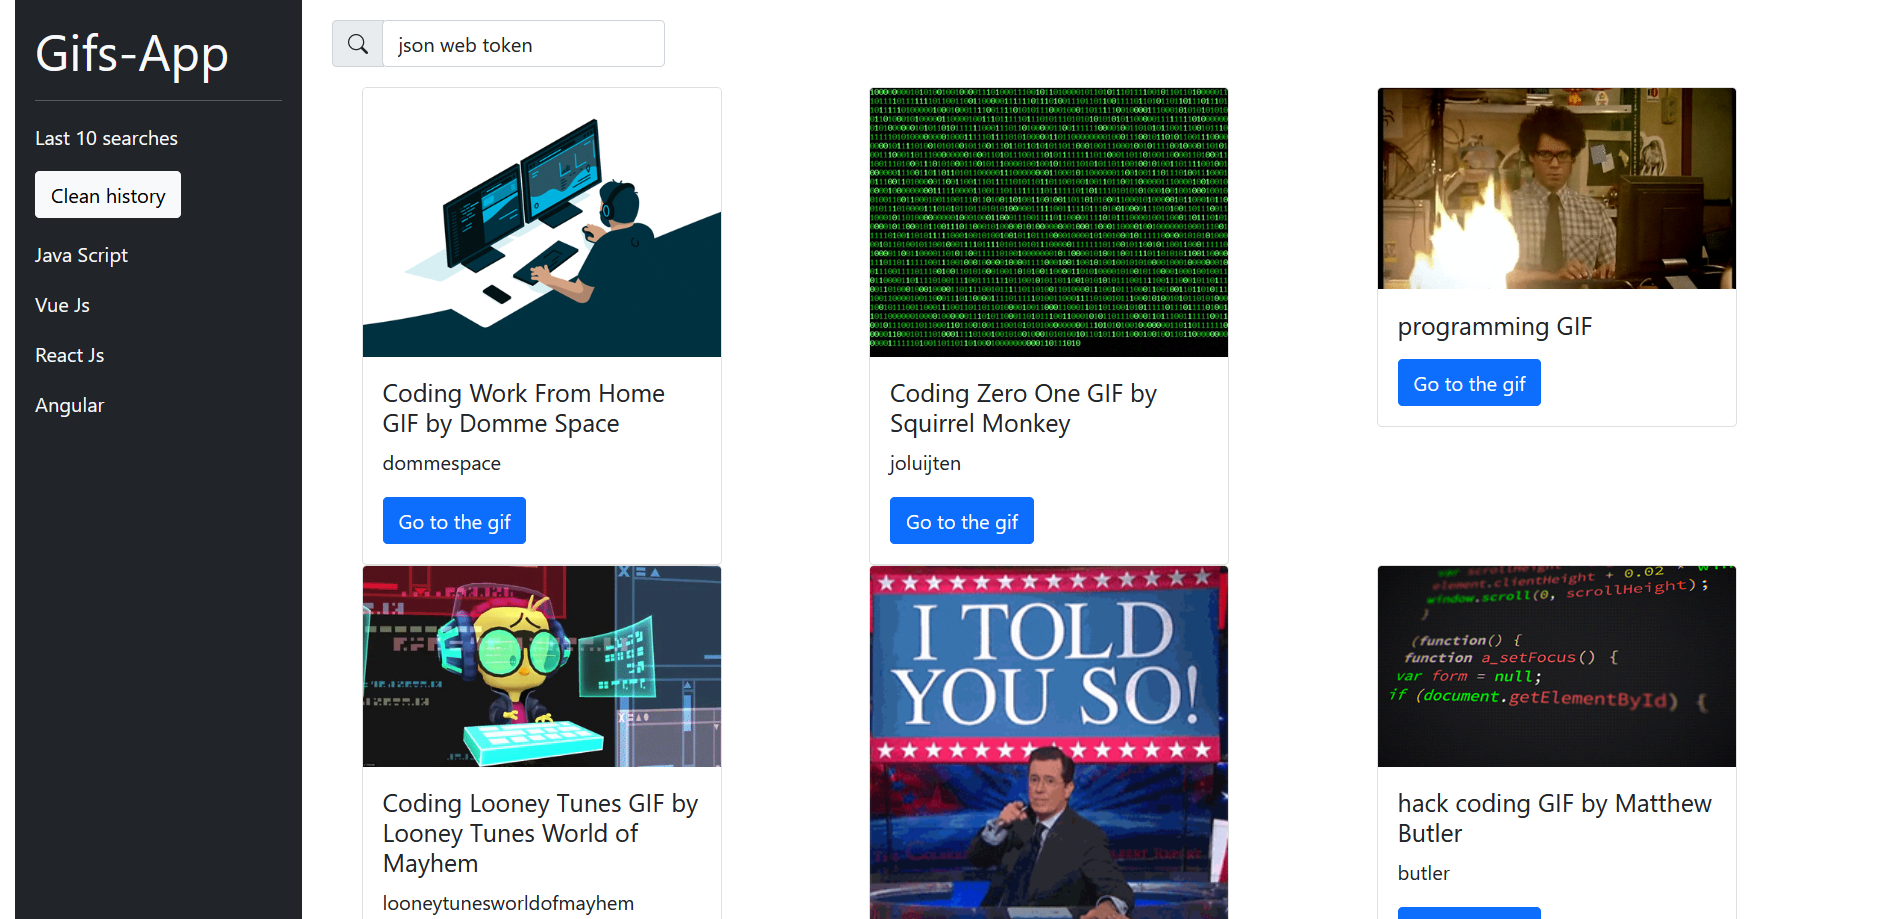 Gifs-App
Last 10 searches
Clean history
Java Script
Vue Js
React Js
Angular
json web token
Coding Work From Home
GIF by Domme Space
dommespace
Go to the gif
Coding Zero One GIF by
Squirrel Monkey
joluijten
Go to the gif
programming GIF
Go to the gif
Coding Looney Tunes GIF by
Looney Tunes World of
Mayhem
looneytunesworldofmayhem
I TOLD
YOU SO!
element.clientHeight + 0.02
window.scroll(0, scrollHeight);
}
(function() {
function a_setFocus() {
var form = null;
if (document.getElementById) {
hack coding GIF by Matthew
Butler
butler